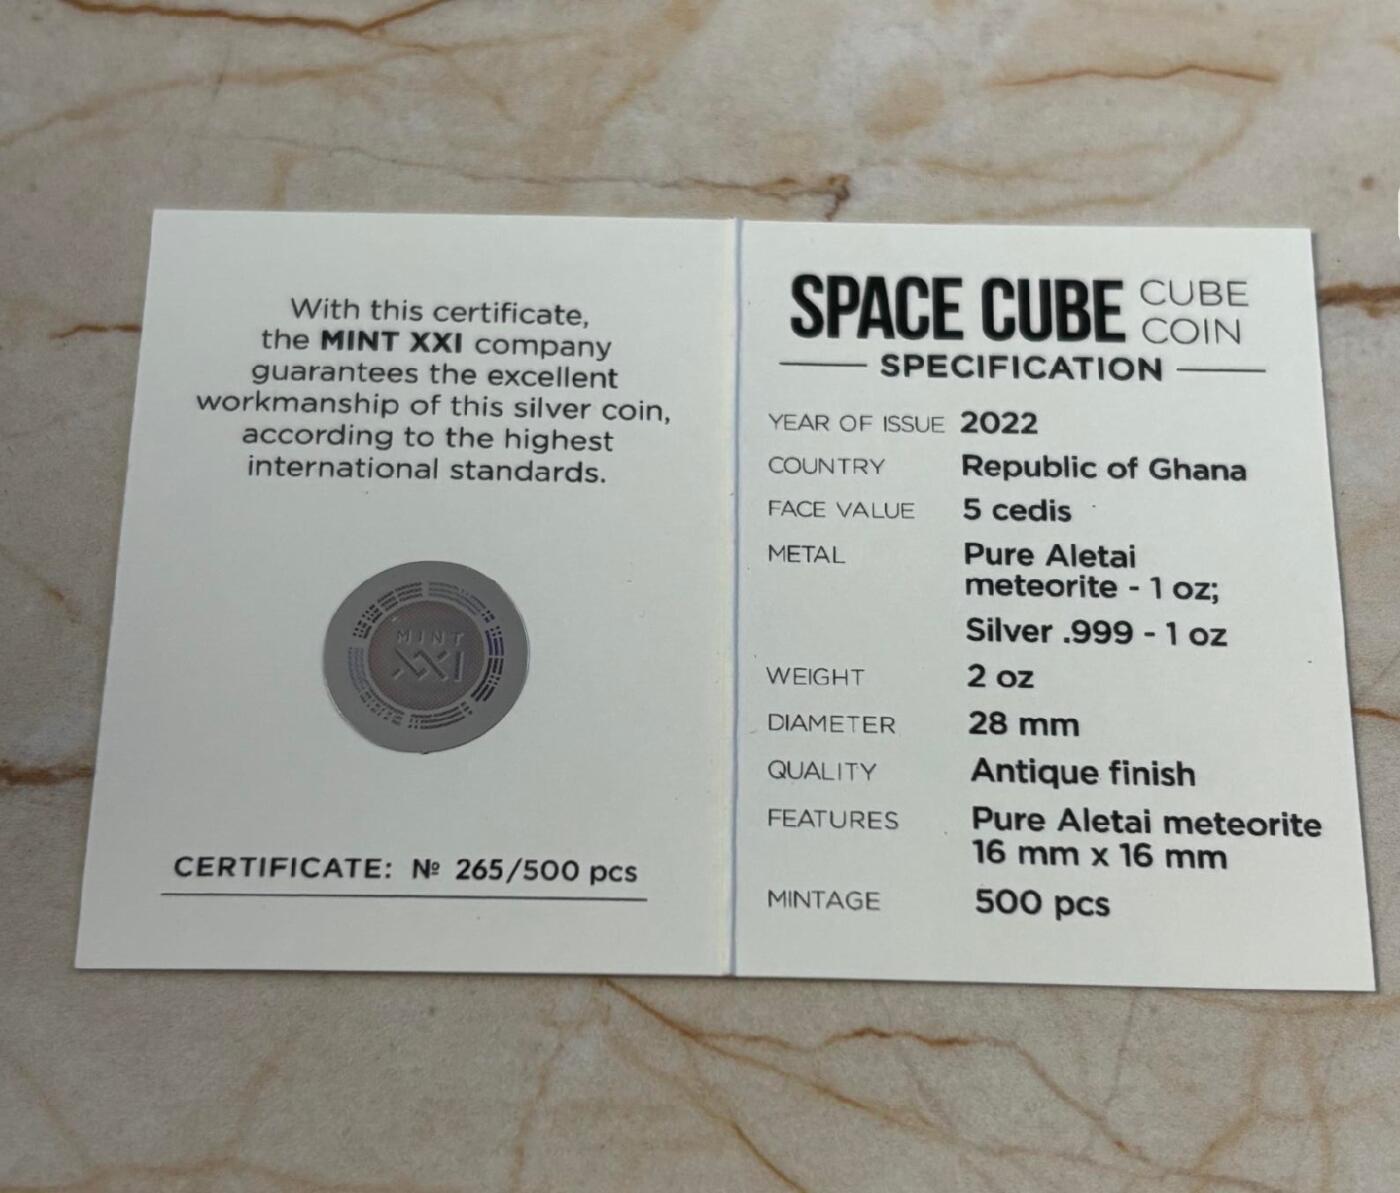 With this certificate,
the MINT XXI company
guarantees the excellent
workmanship of this silver coin,
according to the highest
international standards.
MINT
XXI
CERTIFICATE: № 265/500 pcs
SPACE CUBE CUBE
COIN
SPECIFICATION
YEAR OF ISSUE 2022
COUNTRY Republic of Ghana
FACE VALUE 5 cedis
METAL Pure Aletai
meteorite - 1 oz;
Silver .999 - 1 oz
WEIGHT 2 oz
DIAMETER 28 mm
QUALITY Antique finish
FEATURES Pure Aletai meteorite
16 mm x 16 mm
MINTAGE 500 pcs